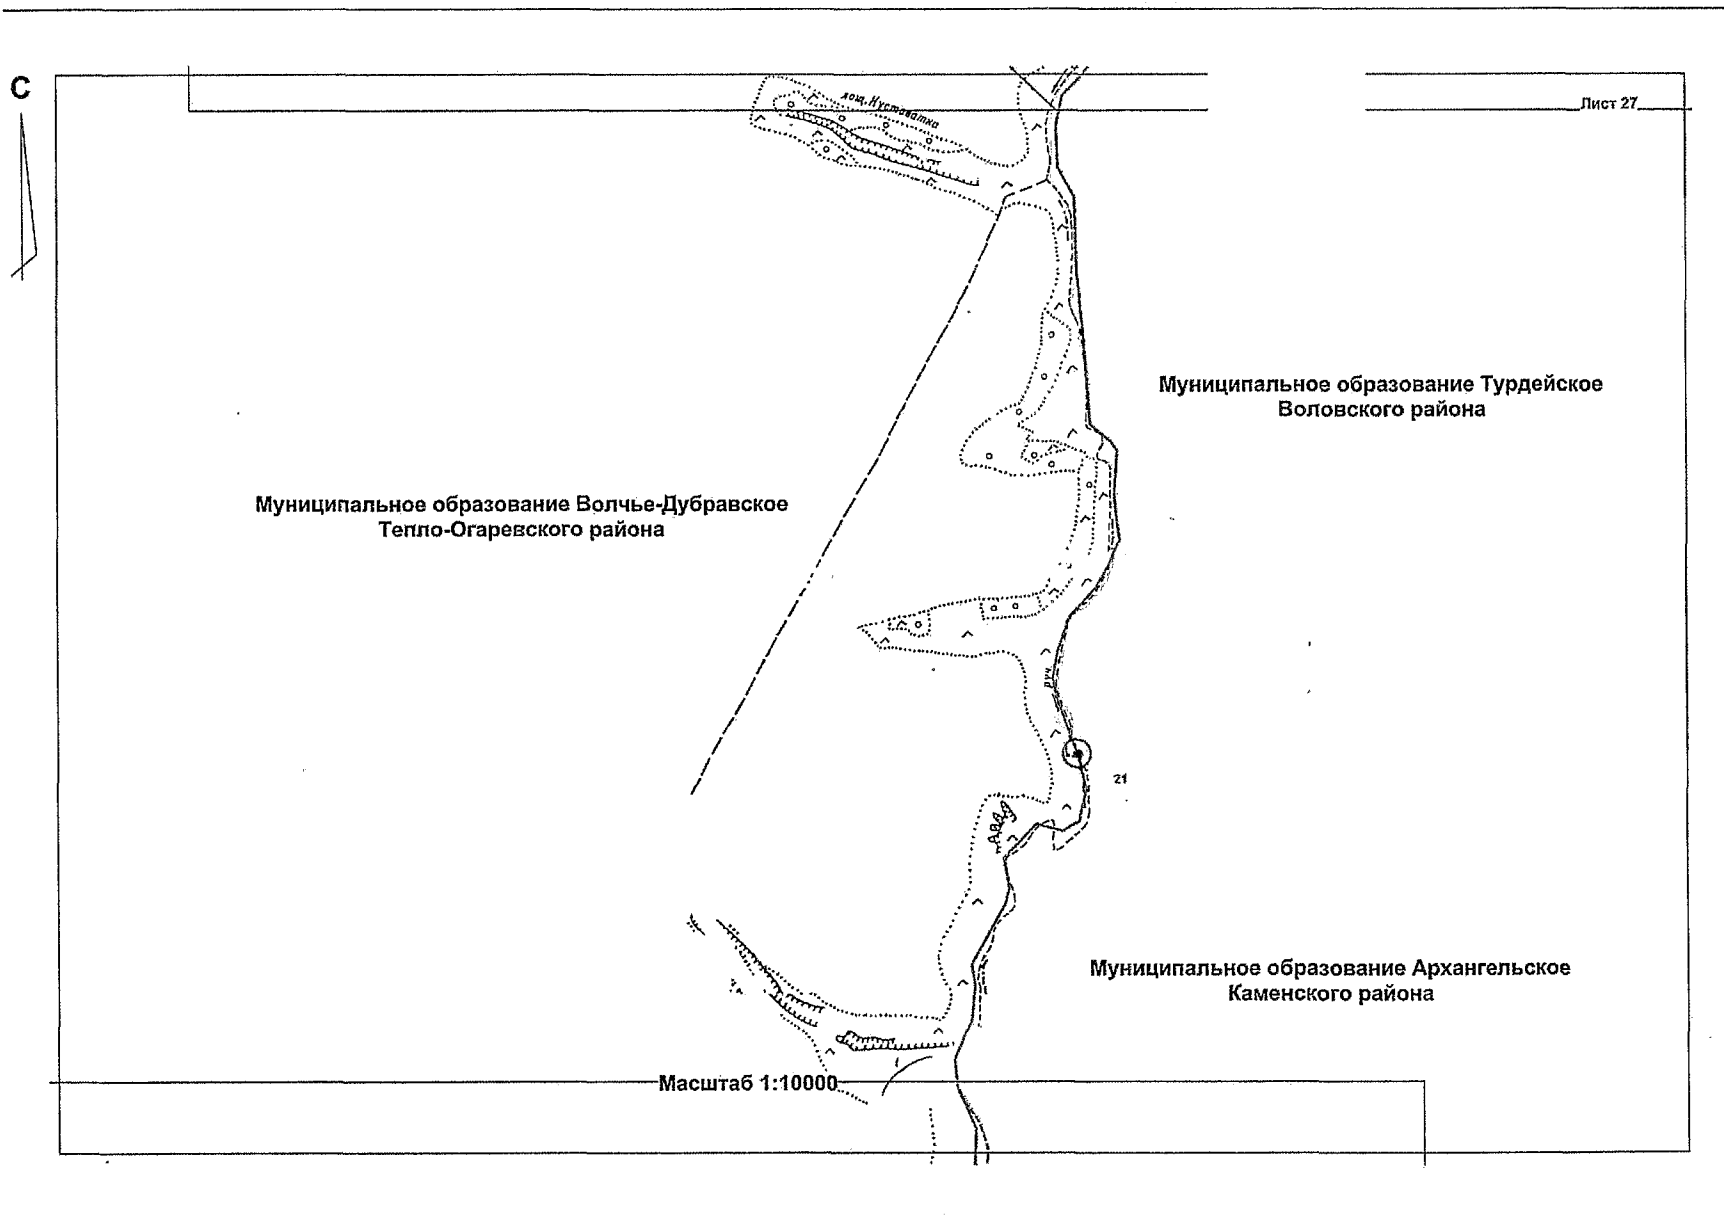 С
Лист 27
лощ. Кустоватка
Муниципальное образование Турдейское
Воловского района
Муниципальное образование Волчье-Дубравское
Тепло-Огаревского района
руч.
21
Муниципальное образование Архангельское
Каменского района
Масштаб 1:10000